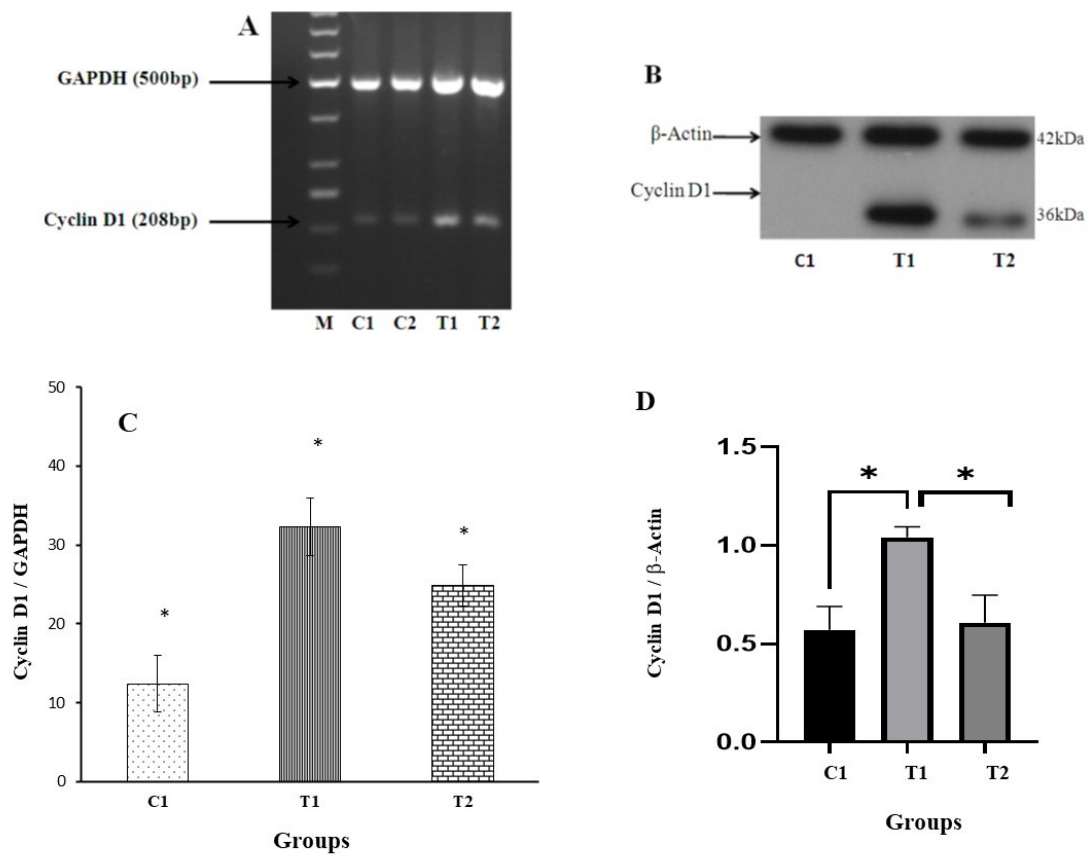 A
GAPDH (500bp)
Cyclin D1 (208bp)
M C1 C2 T1 T2
B
β-Actin
42kDa
Cyclin D1
36kDa
C1 T1 T2
C
Cyclin D1 / GAPDH
50
40
30
20
10
0
*
*
*
C1 T1 T2
Groups
D
Cyclin D1 / β-Actin
1.5
1.0
0.5
0.0
* *
C1 T1 T2
Groups